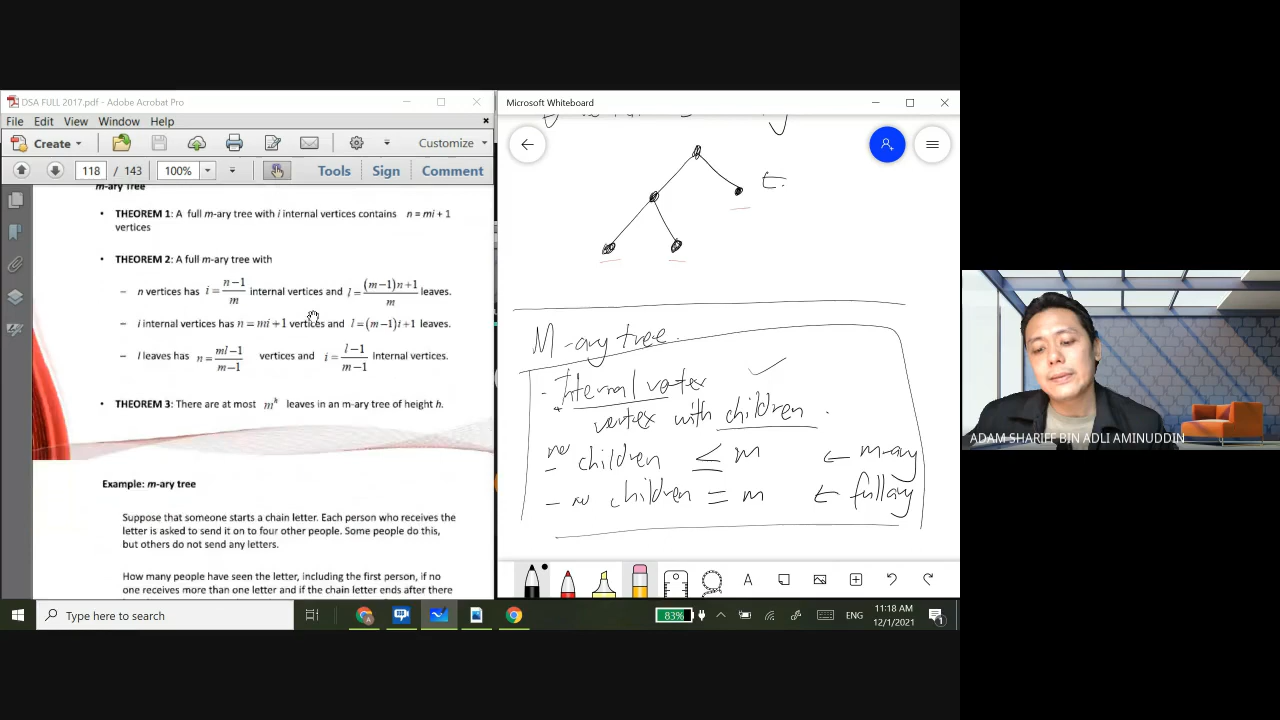 DSA FULL 2017.pdf - Adobe Acrobat Pro
File Edit View Window Help
Create
Customize
118 / 143
100%
Tools Sign Comment
m-ary Tree
• THEOREM 1: A full m-ary tree with i internal vertices contains n = mi + 1
vertices
• THEOREM 2: A full m-ary tree with
– n vertices has i = (n−1)/m internal vertices and l = ((m−1)n+1)/m leaves.
– i internal vertices has n = mi + 1 vertices and l = (m−1)i + 1 leaves.
– l leaves has n = (ml−1)/(m−1) vertices and i = (l−1)/(m−1) internal vertices.
• THEOREM 3: There are at most m^h leaves in an m-ary tree of height h.
Example: m-ary tree
Suppose that someone starts a chain letter. Each person who receives the
letter is asked to send it on to four other people. Some people do this,
but others do not send any letters.
How many people have seen the letter, including the first person, if no
one receives more than one letter and if the chain letter ends after there
Microsoft Whiteboard
M-ary tree.
- Internal vertex
vertex with children.
no
- children ≤ m ← m-ary
- no children = m ← full ary
A
ADAM SHARIFF BIN ADLI AMINUDDIN
Type here to search
83%
ENG
11:18 AM
12/1/2021
1